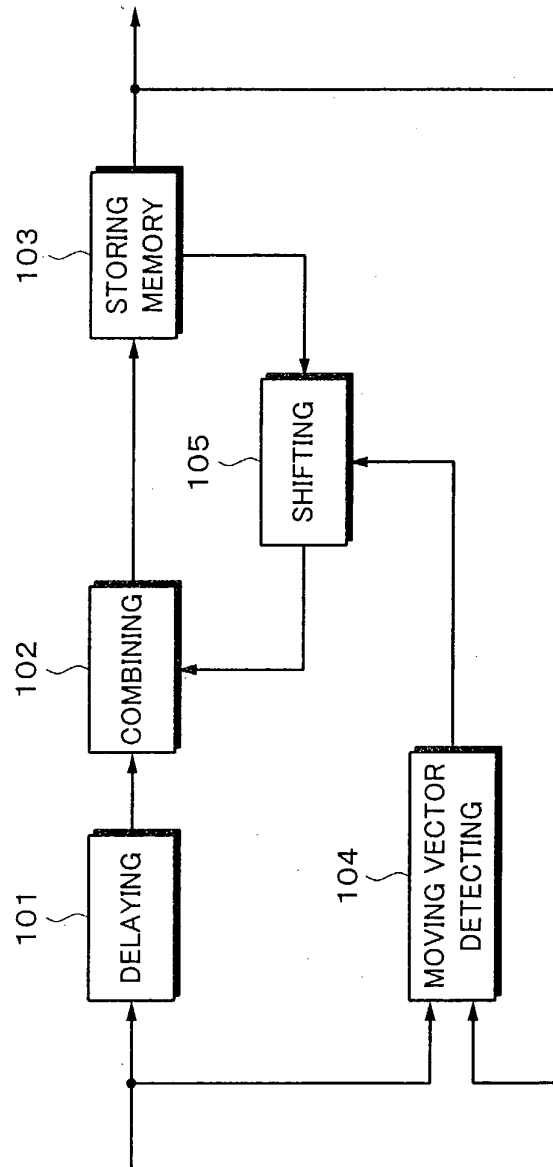 101
DELAYING
102
COMBINING
103
STORING
MEMORY
105
SHIFTING
104
MOVING VECTOR
DETECTING